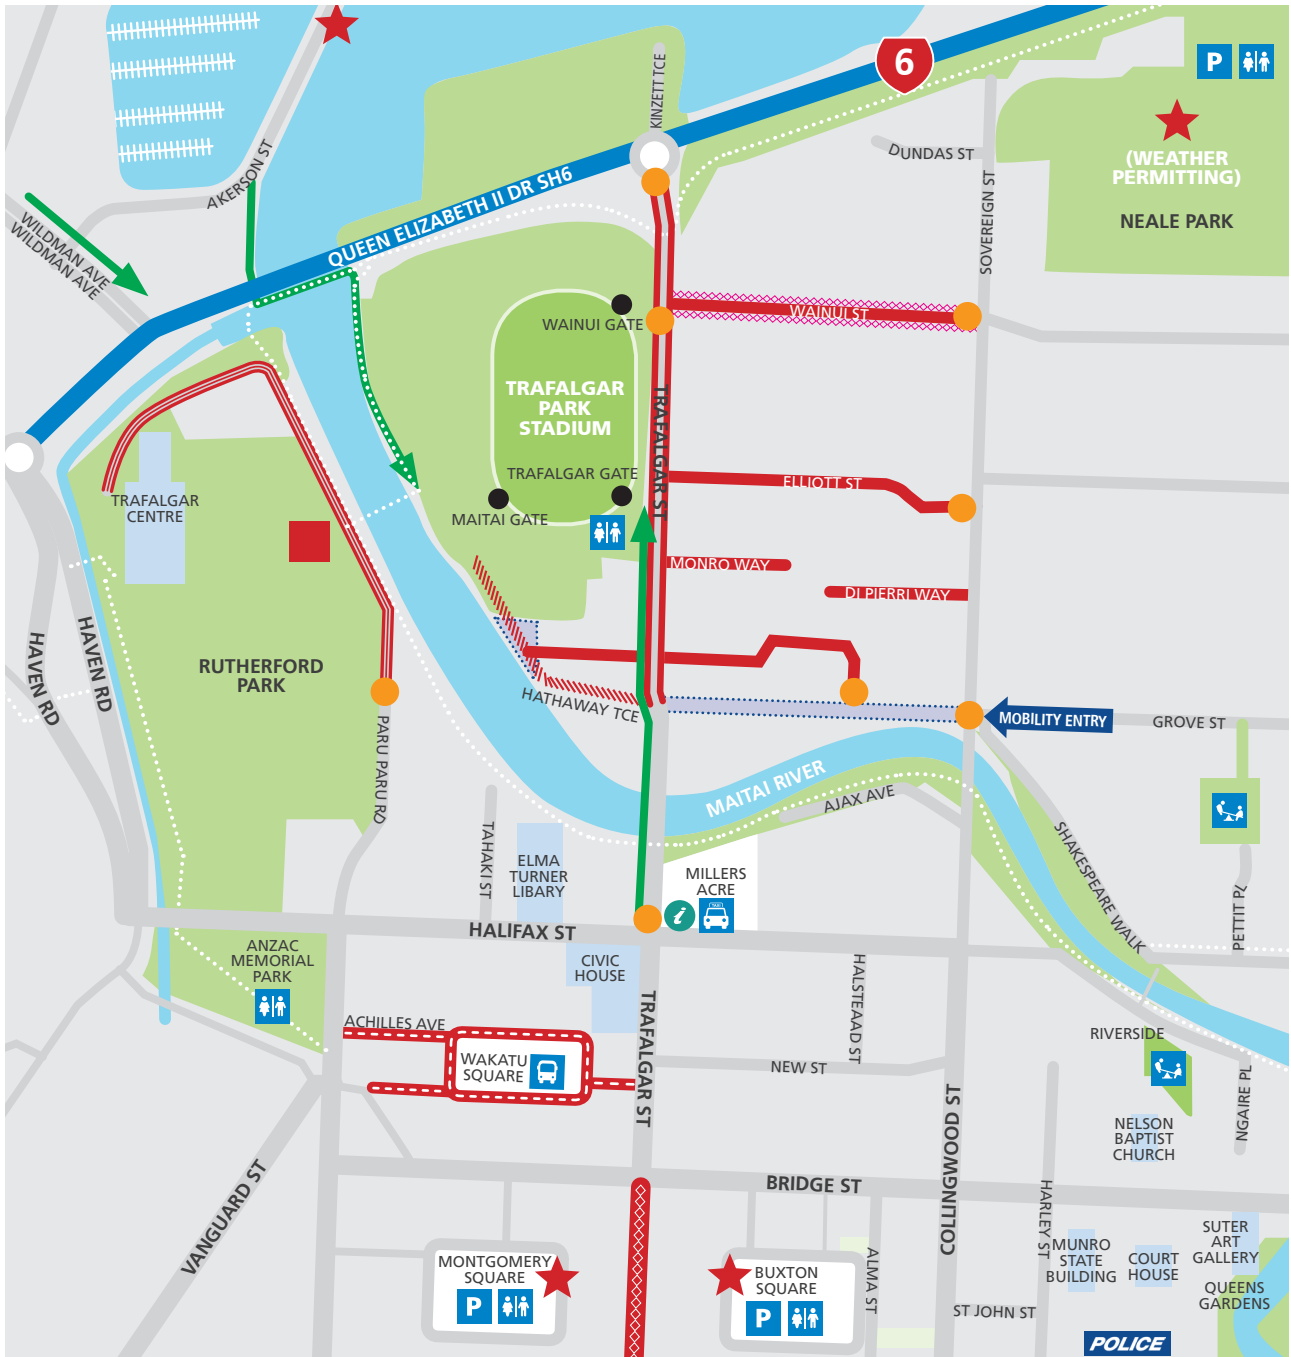 6
KINZETT TCE
P
AKERSON ST
DUNDAS ST
(WEATHER
PERMITTING)
NEALE PARK
QUEEN ELIZABETH II DR SH6
SOVEREIGN ST
WILDMAN AVE
WILDMAN AVE
WAINUI GATE
WAINUI ST
TRAFALGAR
PARK
STADIUM
TRAFALGAR ST
TRAFALGAR GATE
MAITAI GATE
ELLIOTT ST
TRAFALGAR
CENTRE
MONRO WAY
DI PIERRI WAY
HAVEN RD
HAVEN RD
RUTHERFORD
PARK
HATHAWAY TCE
MOBILITY ENTRY
GROVE ST
PARU PARU RD
MAITAI RIVER
AJAX AVE
TAHAKI ST
ELMA
TURNER
LIBARY
MILLERS
ACRE
i
TAXI
SHAKESPEARE WALK
PETTIT PL
HALIFAX ST
ANZAC
MEMORIAL
PARK
CIVIC
HOUSE
HALSTEAAD ST
TRAFALGAR ST
ACHILLES AVE
WAKATU
SQUARE
NEW ST
RIVERSIDE
NGAIRE PL
COLLINGWOOD ST
NELSON
BAPTIST
CHURCH
VANGUARD ST
BRIDGE ST
HARLEY ST
MONTGOMERY
SQUARE
P
BUXTON
SQUARE
P
ALMA ST
MUNRO
STATE
BUILDING
COURT
HOUSE
SUTER
ART
GALLERY
QUEENS
GARDENS
ST JOHN ST
POLICE